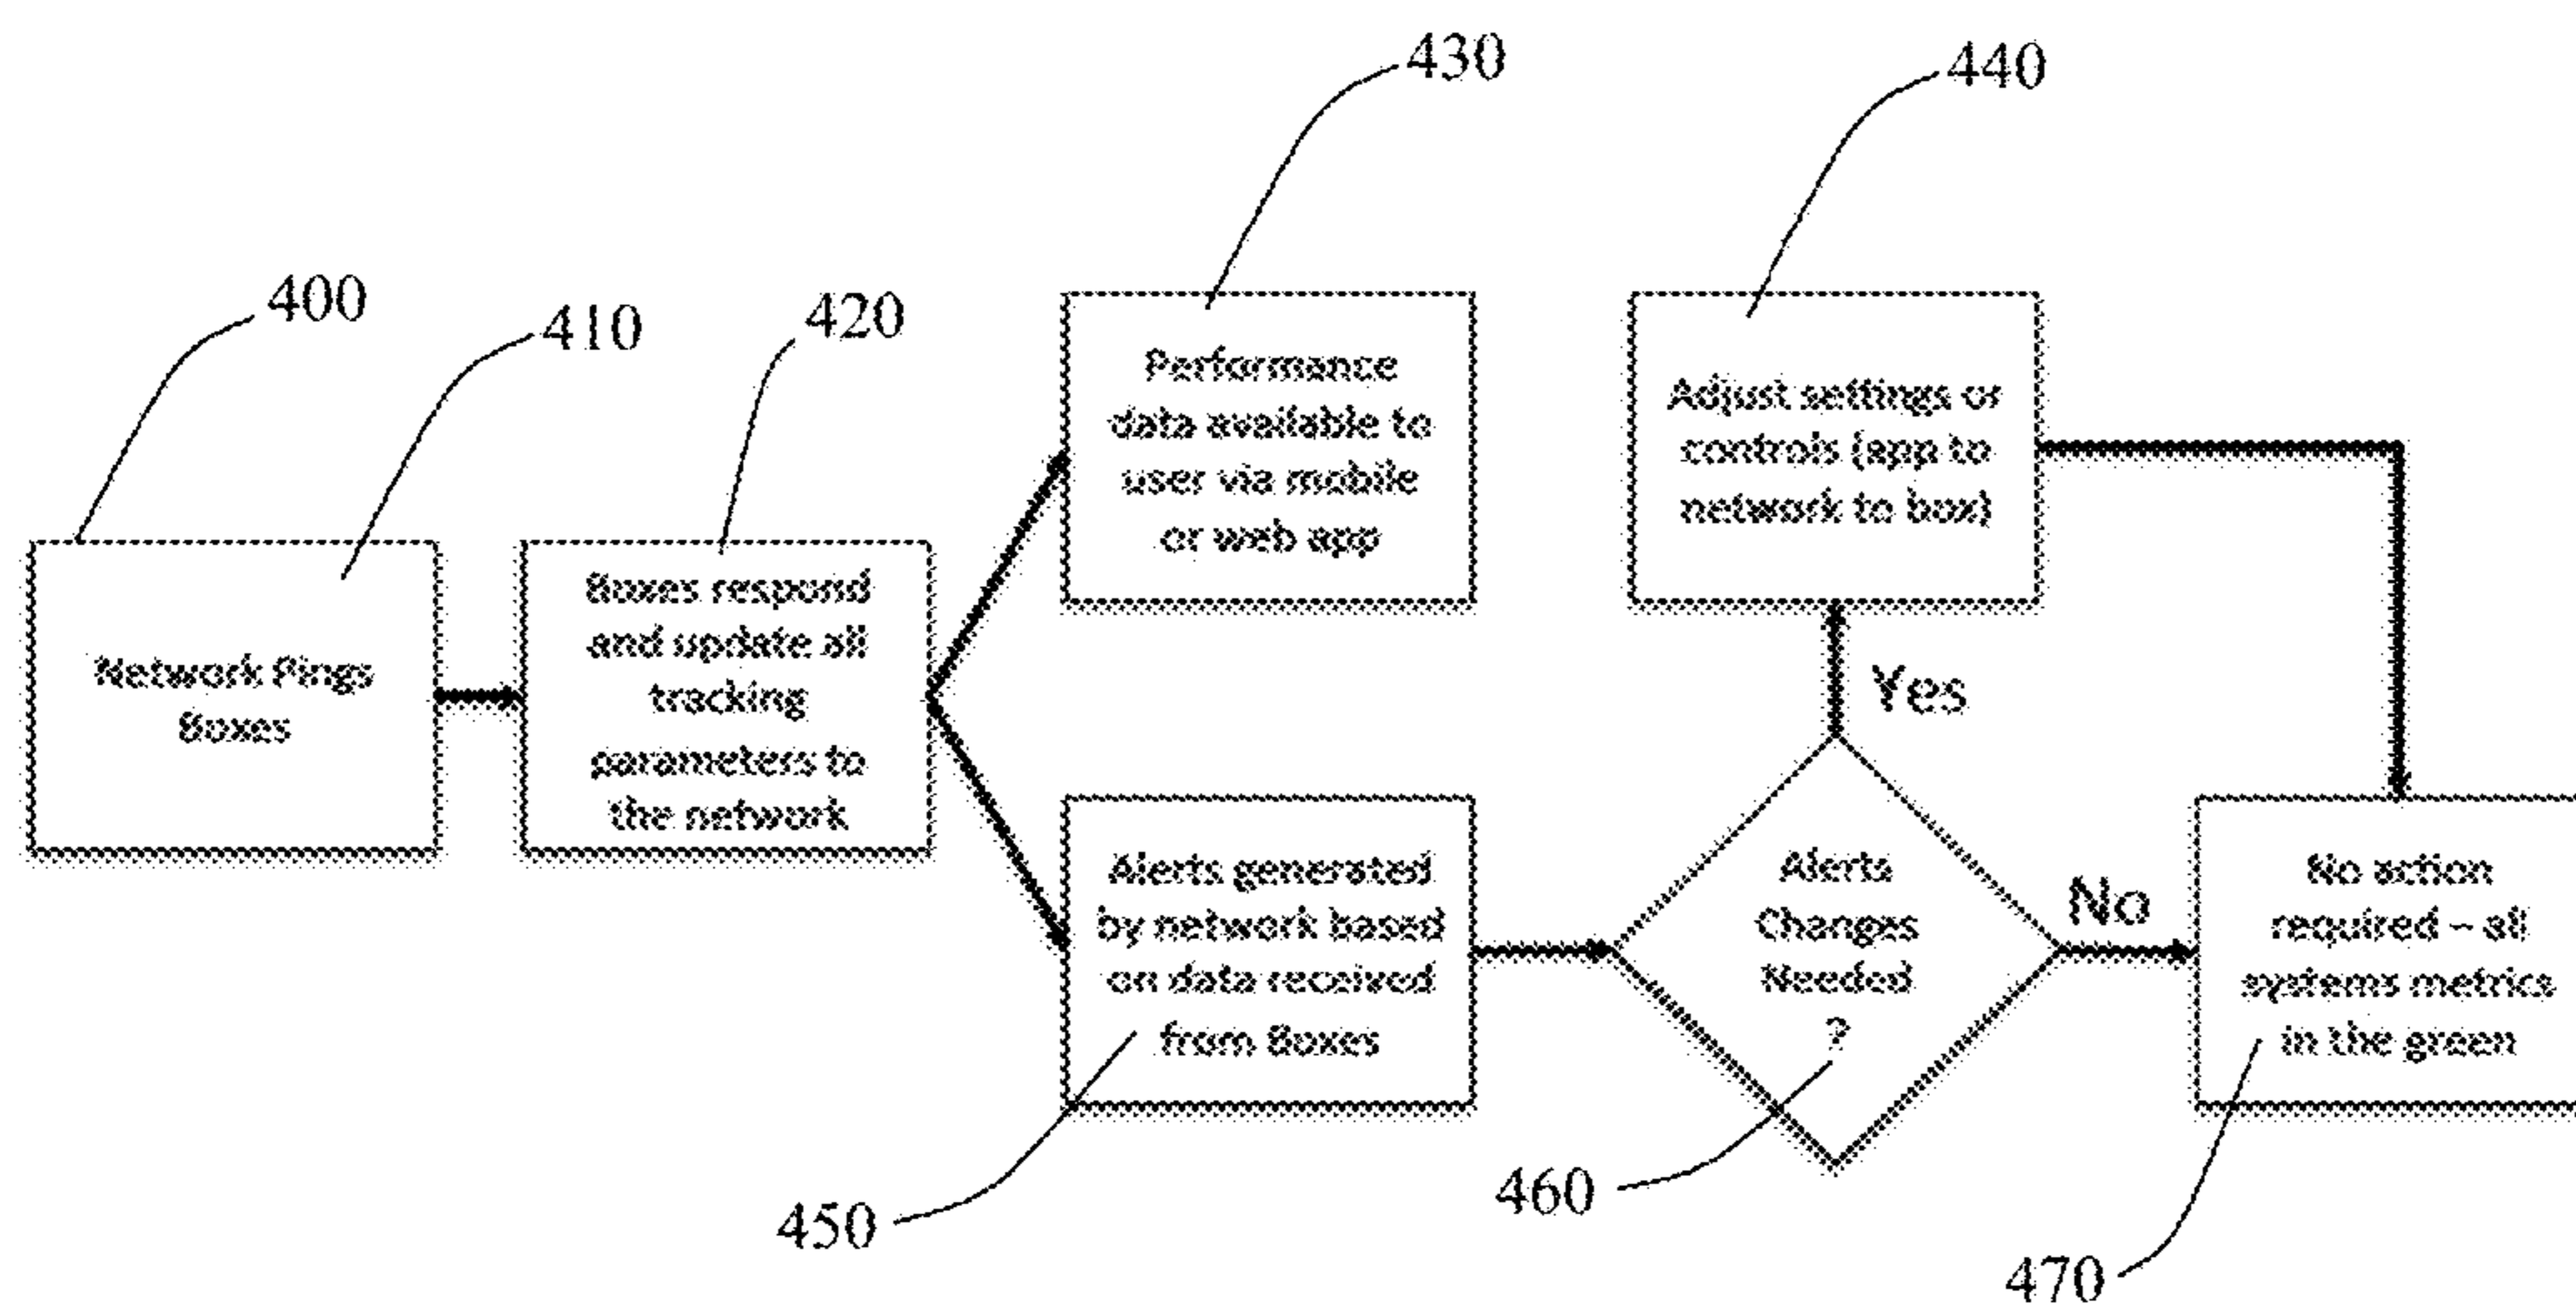 430
440
400
410
420
Performance
data available to
user via mobile
or web app
Adjust settings or
controls (app to
network to box)
Network Pings
Boxes
Boxes respond
and update all
tracking
parameters to
the network
Yes
Alerts generated
by network based
on data received
from Boxes
Alerts
Changes
Needed
?
No
No action
required – all
systems metrics
in the green
450
460
470